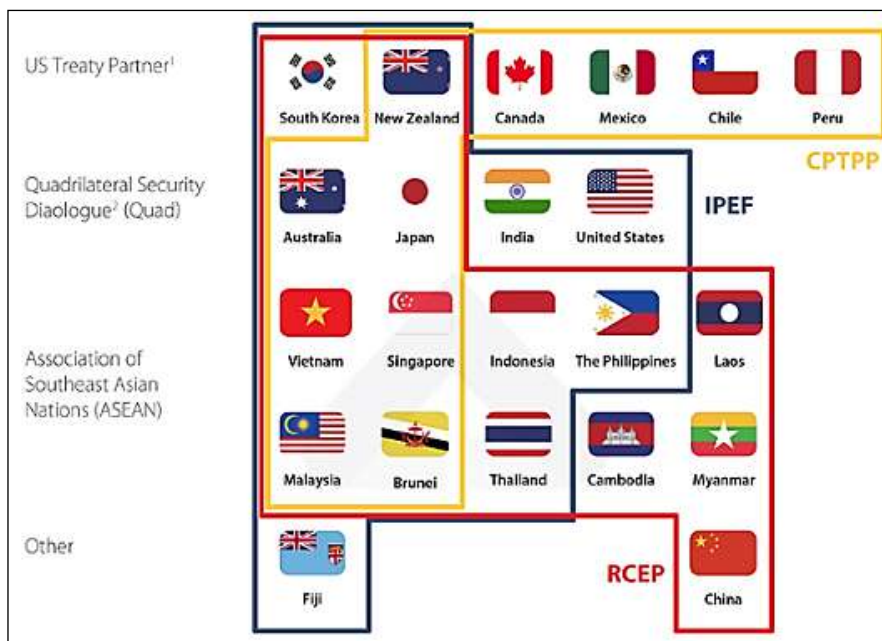 US Treaty Partner¹
South Korea New Zealand Canada Mexico Chile Peru
CPTPP
Quadrilateral Security
Diaologue² (Quad)
IPEF
Australia Japan India United States
Association of
Southeast Asian
Nations (ASEAN)
Vietnam Singapore Indonesia The Philippines Laos
Malaysia Brunei Thailand Cambodia Myanmar
Other
RCEP
Fiji China